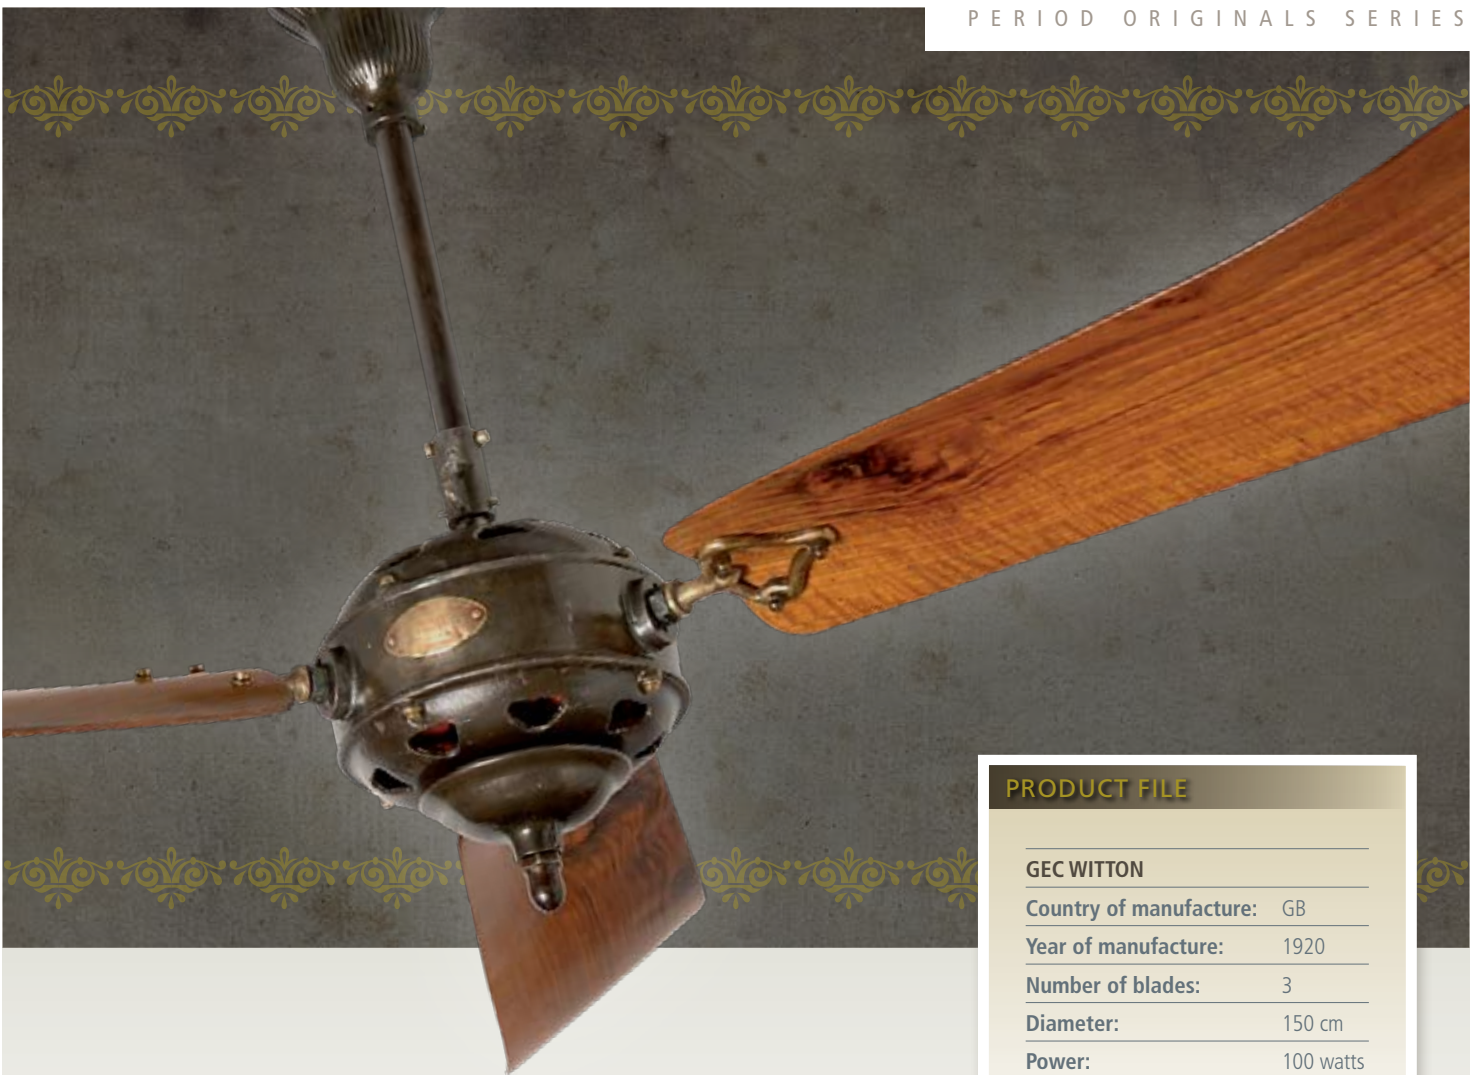 PERIOD ORIGINALS SERIES
PRODUCT FILE
GEC WITTON
Country of manufacture: GB
Year of manufacture: 1920
Number of blades: 3
Diameter: 150 cm
Power: 100 watts